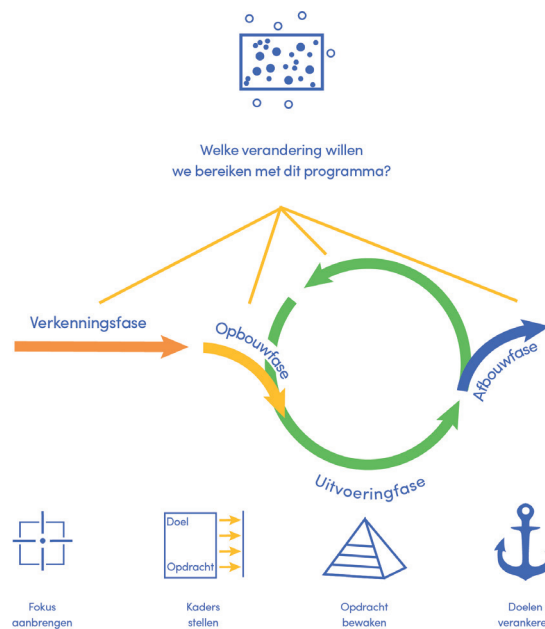 Welke verandering willen
we bereiken met dit programma?
Verkenningsfase
Opbouwfase
Uitvoeringfase
Afbouwfase
Doel
Opdracht
Fokus
aanbrengen
Kaders
stellen
Opdracht
bewaken
Doelen
verankere